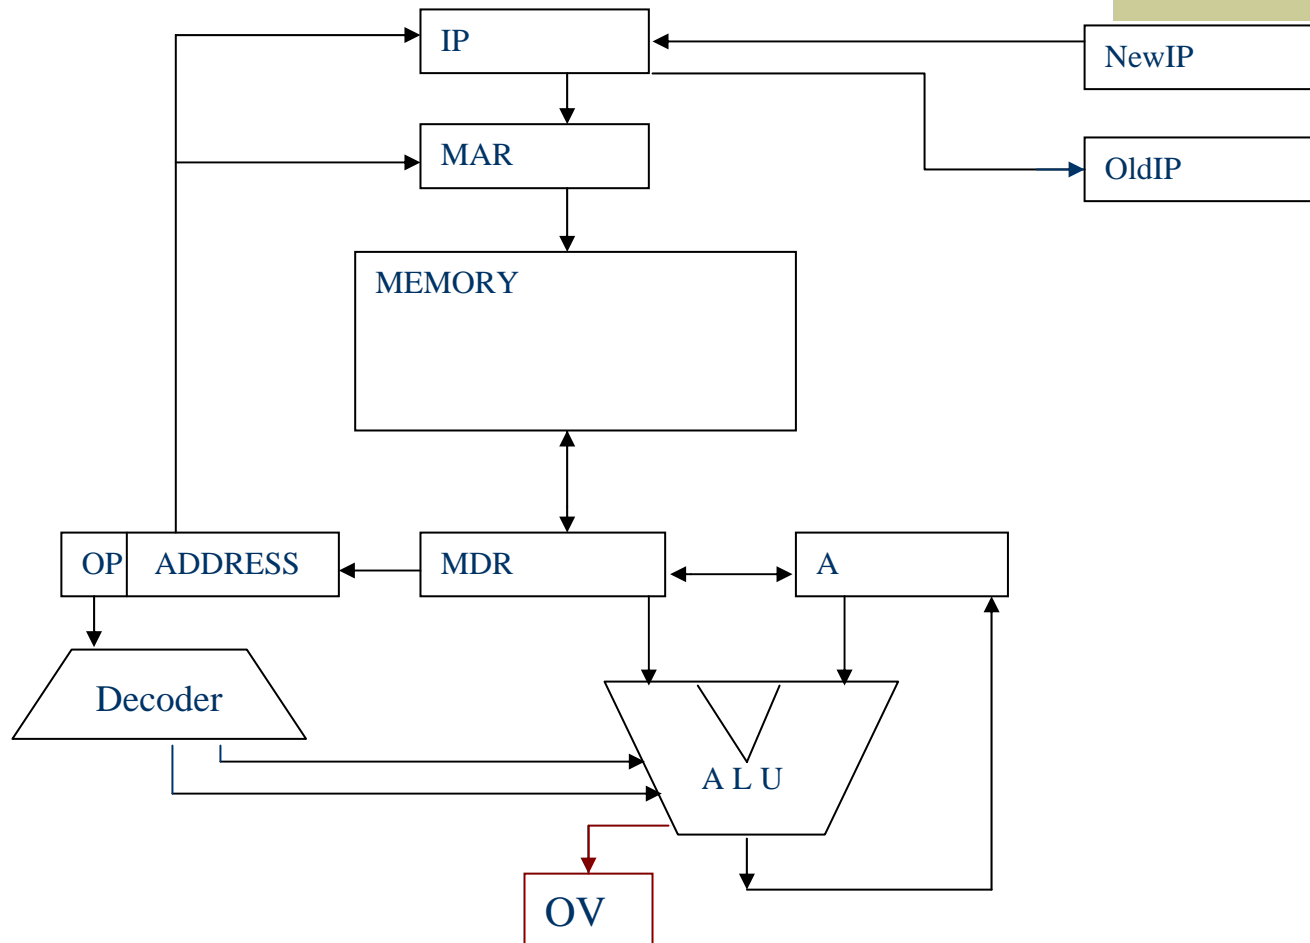 IP
NewIP
MAR
OldIP
MEMORY
OP ADDRESS
MDR
A
Decoder
A L U
OV